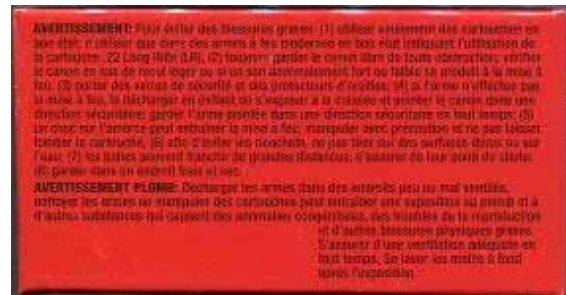 AVERTISSEMENT: Pour éviter des blessures graves: (1) utiliser seulement des cartouches en
bon état, n'utiliser que dans des armes à feu modernes en bon état indiquant l'utilisation de
la cartouche .22 Long Rifle (LR), (2) toujours garder le canon libre de toute obstruction; vérifier
le canon en cas de recul léger ou si un son anormalement fort ou faible se produit à la mise à
feu, (3) porter des verres de sécurité et des protecteurs d'oreilles, (4) si l'arme n'effectue pas
la mise à feu, la décharger en évitant de s'exposer à la culasse et pointer le canon dans une
direction sécuritaire; garder l'arme pointée dans une direction sécuritaire en tout temps, (5)
un choc sur l'amorce peut entraîner la mise à feu; manipuler avec précaution et ne pas laisser
tomber la cartouche, (6) afin d'éviter les ricochets, ne pas tirer sur des surfaces dures ou sur
l'eau, (7) les balles peuvent franchir de grandes distances, s'assurer de leur point de chute,
(8) garder dans un endroit frais et sec.
AVERTISSEMENT PLOMB: Décharger les armes dans des endroits peu ou mal ventilés,
nettoyer les armes ou manipuler des cartouches peut entraîner une exposition au plomb et à
d'autres substances qui causent des anomalies congénitales, des troubles de la reproduction
et d'autres blessures physiques graves.
S'assurer d'une ventilation adéquate en
tout temps. Se laver les mains à fond
après l'exposition.